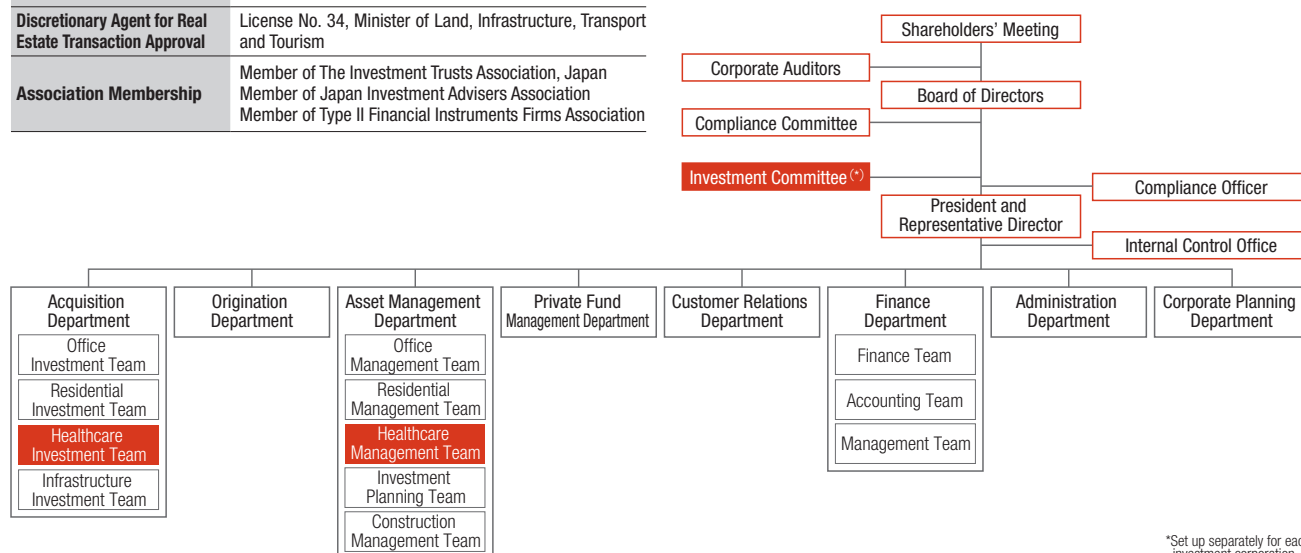 Discretionary Agent for Real
Estate Transaction Approval
License No. 34, Minister of Land, Infrastructure, Transport
and Tourism
Association Membership
Member of The Investment Trusts Association, Japan
Member of Japan Investment Advisers Association
Member of Type II Financial Instruments Firms Association
Shareholders' Meeting
Corporate Auditors
Board of Directors
Compliance Committee
Investment Committee (*)
Compliance Officer
President and
Representative Director
Internal Control Office
Acquisition
Department
Office
Investment Team
Residential
Investment Team
Healthcare
Investment Team
Infrastructure
Investment Team
Origination
Department
Asset Management
Department
Office
Management Team
Residential
Management Team
Healthcare
Management Team
Investment
Planning Team
Construction
Management Team
Private Fund
Management Department
Customer Relations
Department
Finance
Department
Finance Team
Accounting Team
Management Team
Administration
Department
Corporate Planning
Department
*Set up separately for
investment corporation